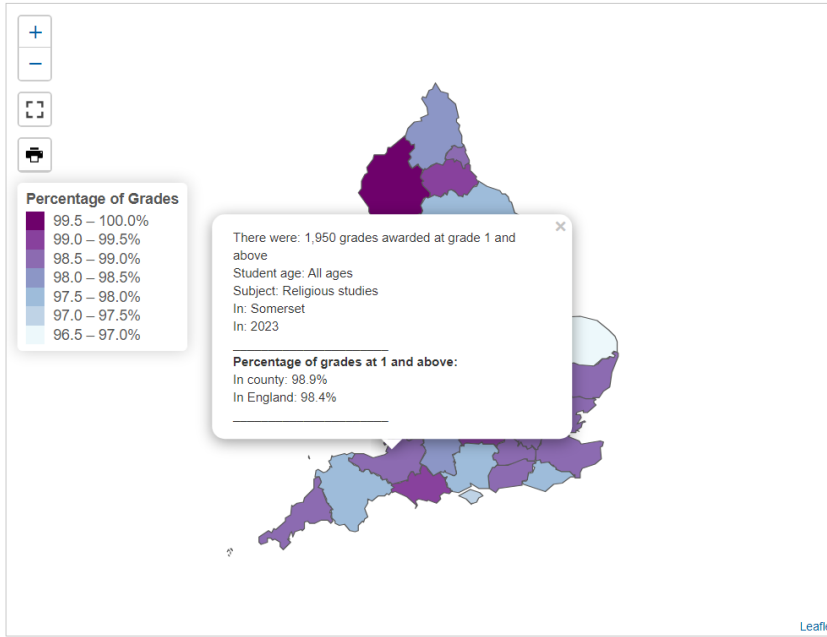 +
−
Percentage of Grades
99.5 – 100.0%
99.0 – 99.5%
98.5 – 99.0%
98.0 – 98.5%
97.5 – 98.0%
97.0 – 97.5%
96.5 – 97.0%
×
There were: 1,950 grades awarded at grade 1 and
above
Student age: All ages
Subject: Religious studies
In: Somerset
In: 2023
Percentage of grades at 1 and above:
In county: 98.9%
In England: 98.4%